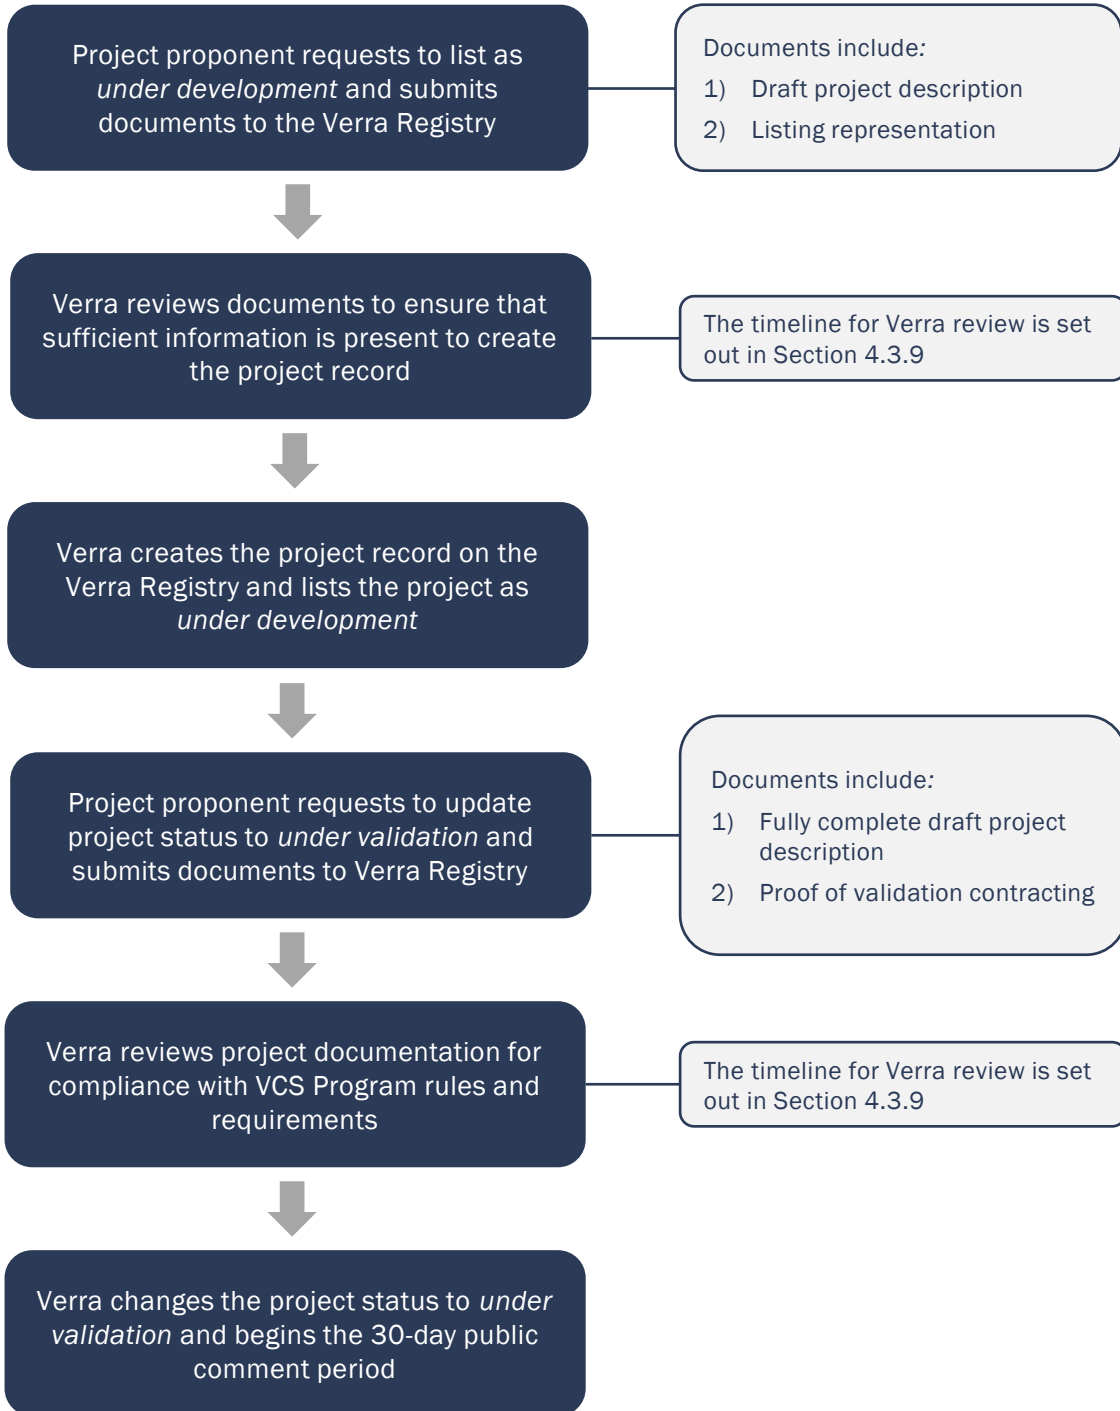 Project proponent requests to list as
under development and submits
documents to the Verra Registry
Documents include:
1) Draft project description
2) Listing representation
Verra reviews documents to ensure that
sufficient information is present to create
the project record
The timeline for Verra review is set
out in Section 4.3.9
Verra creates the project record on the
Verra Registry and lists the project as
under development
Project proponent requests to update
project status to under validation and
submits documents to Verra Registry
Documents include:
1) Fully complete draft project
description
2) Proof of validation contracting
Verra reviews project documentation for
compliance with VCS Program rules and
requirements
The timeline for Verra review is set
out in Section 4.3.9
Verra changes the project status to under
validation and begins the 30-day public
comment period